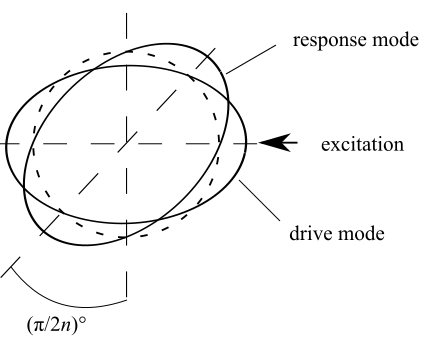 response mode
excitation
drive mode
(π/2n)°